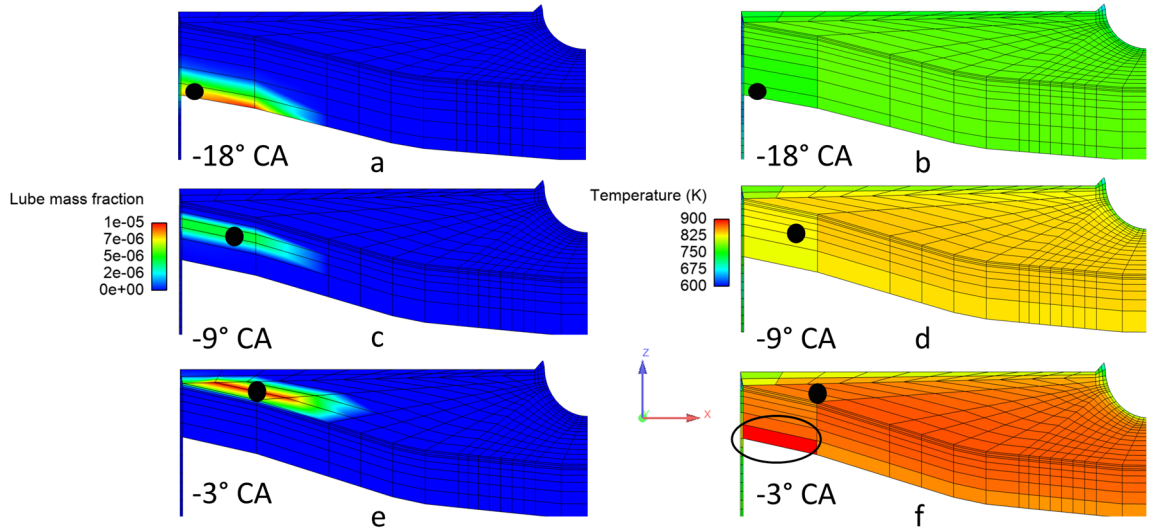 -18° CA
a
-18° CA
b
Lube mass fraction
1e-05
7e-06
5e-06
2e-06
0e+00
-9° CA
c
Temperature (K)
900
825
750
675
600
-9° CA
d
-3° CA
e
Z
Y
X
-3° CA
f